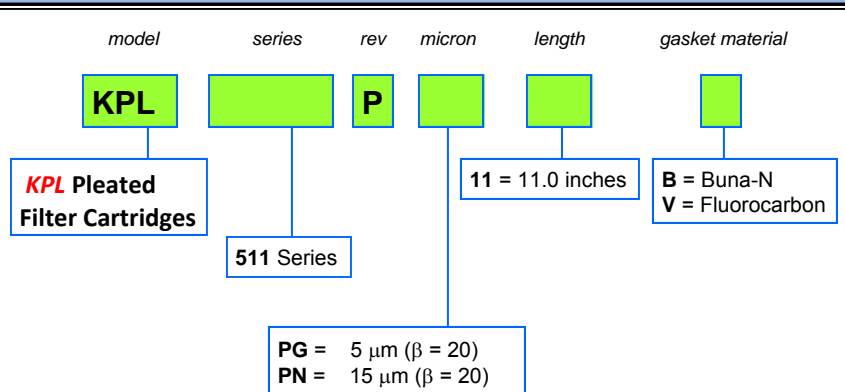 model series rev micron length gasket material
KPL P
KPL Pleated
Filter Cartridges
11 = 11.0 inches
B = Buna-N
V = Fluorocarbon
511 Series
PG = 5 μm (β = 20)
PN = 15 μm (β = 20)